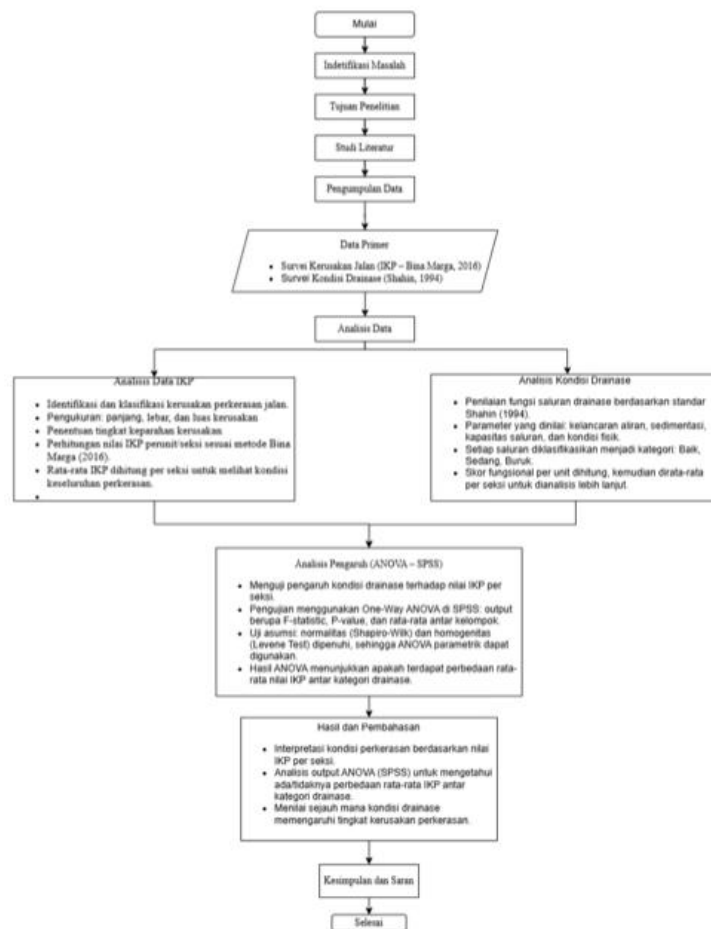 Mulai
Indetifikasi Masalah
Tujuan Penelitian
Studi Literatur
Pengumpulan Data
Data Primer
• Survei Kerusakan Jalan (IKP – Bina Marga, 2016)
• Survei Kondisi Drainase (Shahin, 1994)
Analisis Data
Analisis Data IKP
• Identifikasi dan klasifikasi kerusakan perkerasan jalan.
• Pengukuran: panjang, lebar, dan luas kerusakan
• Penentuan tingkat keparahan kerusakan
• Perhitungan nilai IKP perunit/seksi sesuai metode Bina
Marga (2016).
• Rata-rata IKP dihitung per seksi untuk melihat kondisi
keseluruhan perkerasan.
•
Analisis Kondisi Drainase
• Penilaian fungsi saluran drainase berdasarkan standar
Shahin (1994).
• Parameter yang dinilai: kelancaran aliran, sedimentasi,
kapasitas saluran, dan kondisi fisik.
• Setiap saluran diklasifikasikan menjadi kategori: Baik,
Sedang, Buruk.
• Skor fungsional per unit dihitung, kemudian dirata-rata
per seksi untuk dianalisis lebih lanjut.
Analisis Pengaruh (ANOVA – SPSS)
• Menguji pengaruh kondisi drainase terhadap nilai IKP per
seksi.
• Pengujian menggunakan One-Way ANOVA di SPSS: output
berupa F-statistic, P-value, dan rata-rata antar kelompok.
• Uji asumsi: normalitas (Shapiro-Wilk) dan homogenitas
(Levene Test) dipenuhi, sehingga ANOVA parametrik dapat
digunakan.
• Hasil ANOVA menunjukkan apakah terdapat perbedaan rata-
rata nilai IKP antar kategori drainase.
Hasil dan Pembahasan
• Interpretasi kondisi perkerasan berdasarkan nilai
IKP per seksi.
• Analisis output ANOVA (SPSS) untuk mengetahui
ada/tidaknya perbedaan rata-rata IKP antar
kategori drainase.
• Menilai sejauh mana kondisi drainase
memengaruhi tingkat kerusakan perkerasan.
Kesimpulan dan Saran
Selesai